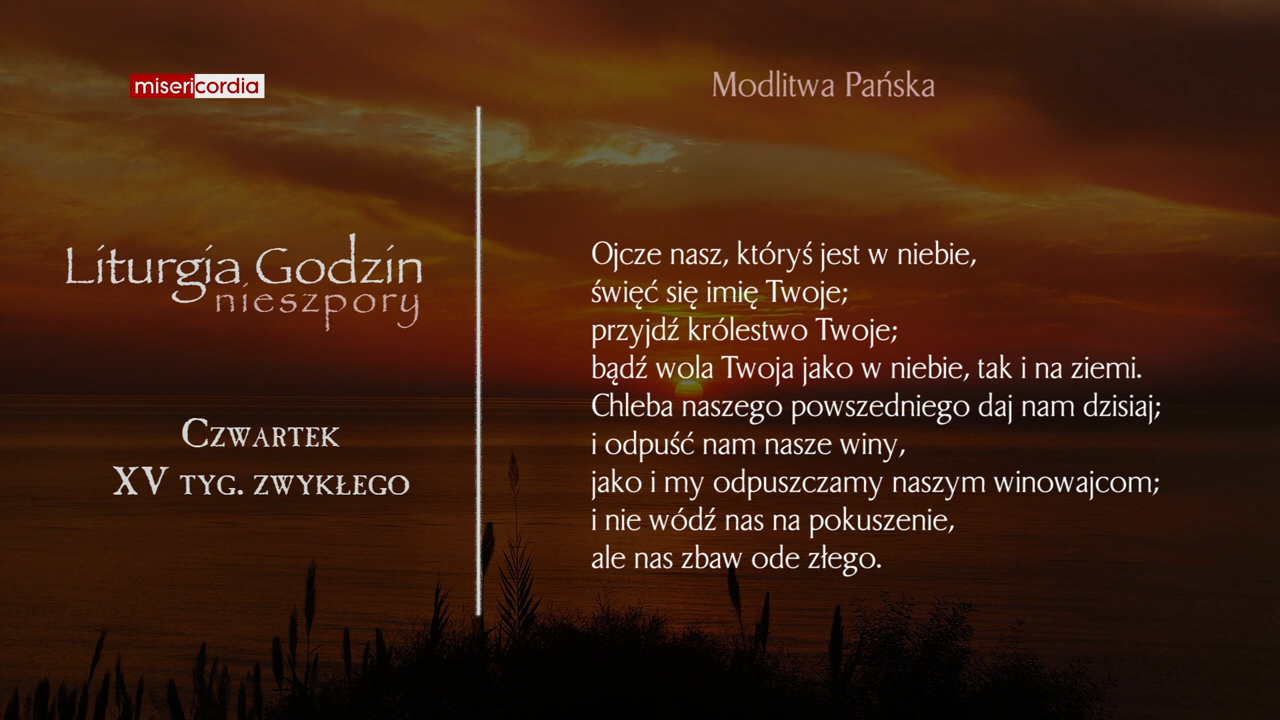 misericordia
Liturgia Godzin
nieszpory
Czwartek
XV tyg. zwykłego
Modlitwa Pańska
Ojcze nasz, któryś jest w niebie,
święć się imię Twoje;
przyjdź królestwo Twoje;
bądź wola Twoja jako w niebie, tak i na ziemi.
Chleba naszego powszedniego daj nam dzisiaj;
i odpuść nam nasze winy,
jako i my odpuszczamy naszym winowajcom;
i nie wódź nas na pokuszenie,
ale nas zbaw ode złego.